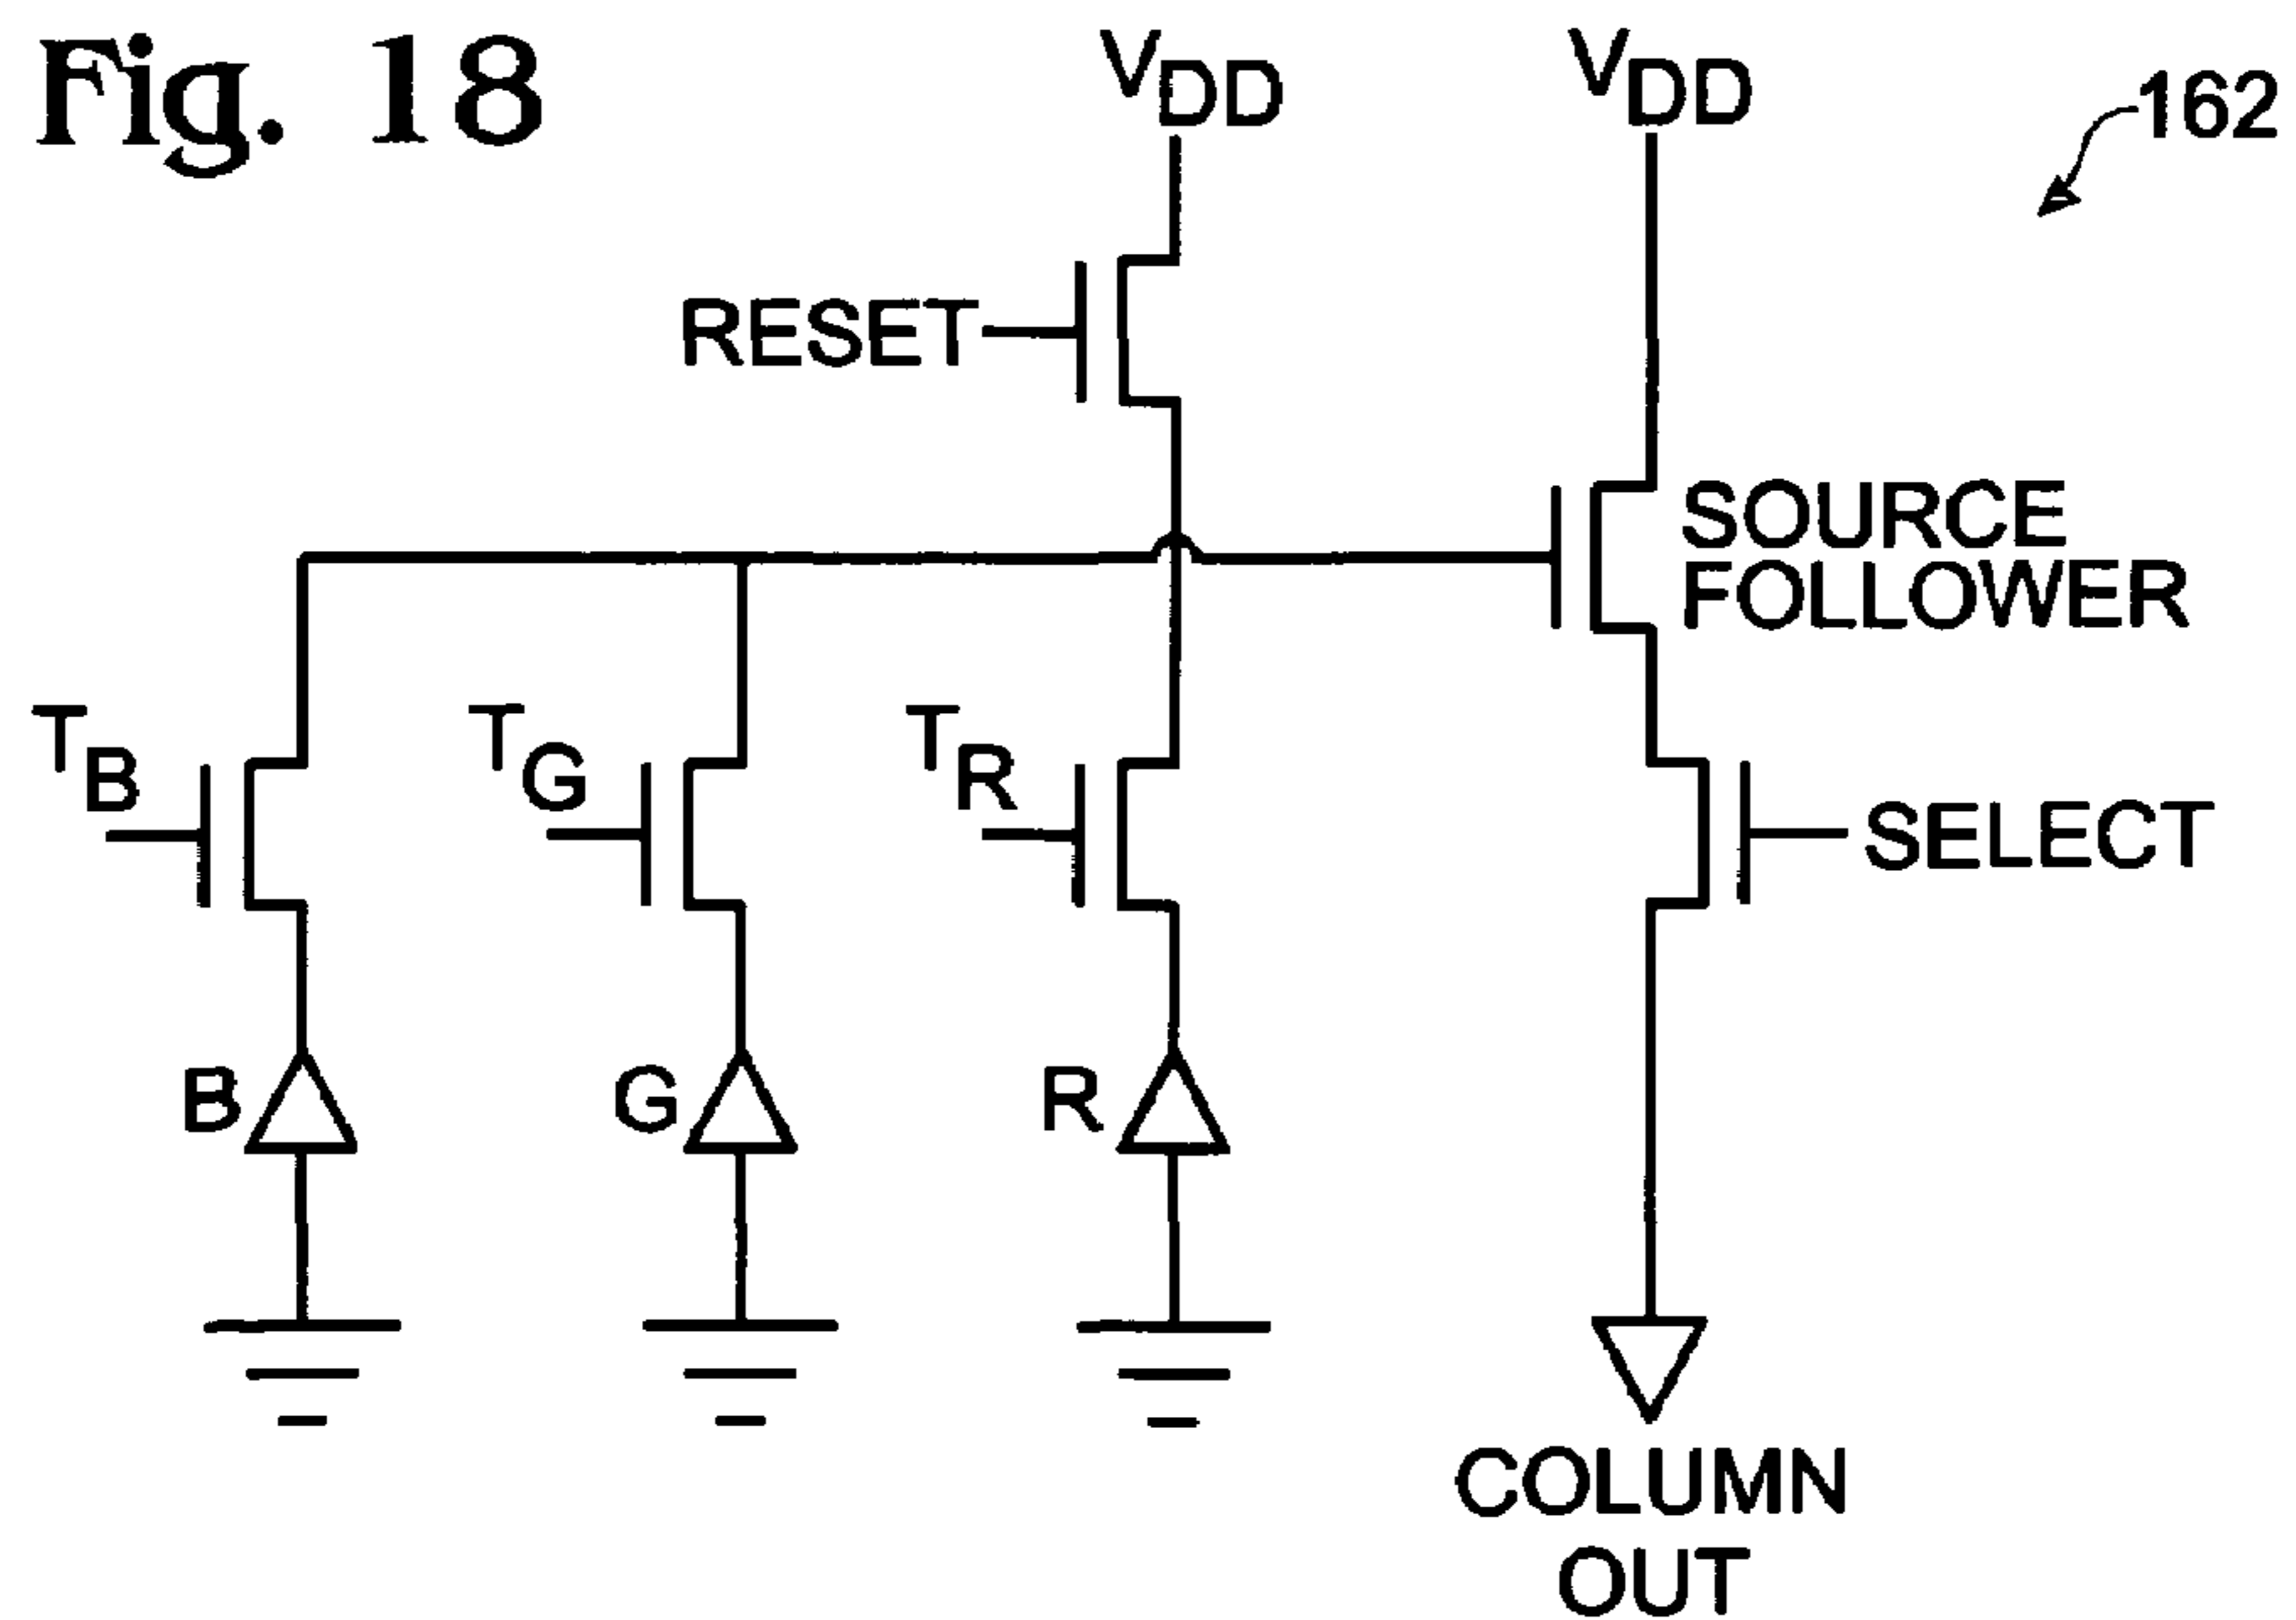 Fig. 18
VDD
VDD
162
RESET
SOURCE
FOLLOWER
TB
TG
TR
SELECT
B
G
R
COLUMN
OUT